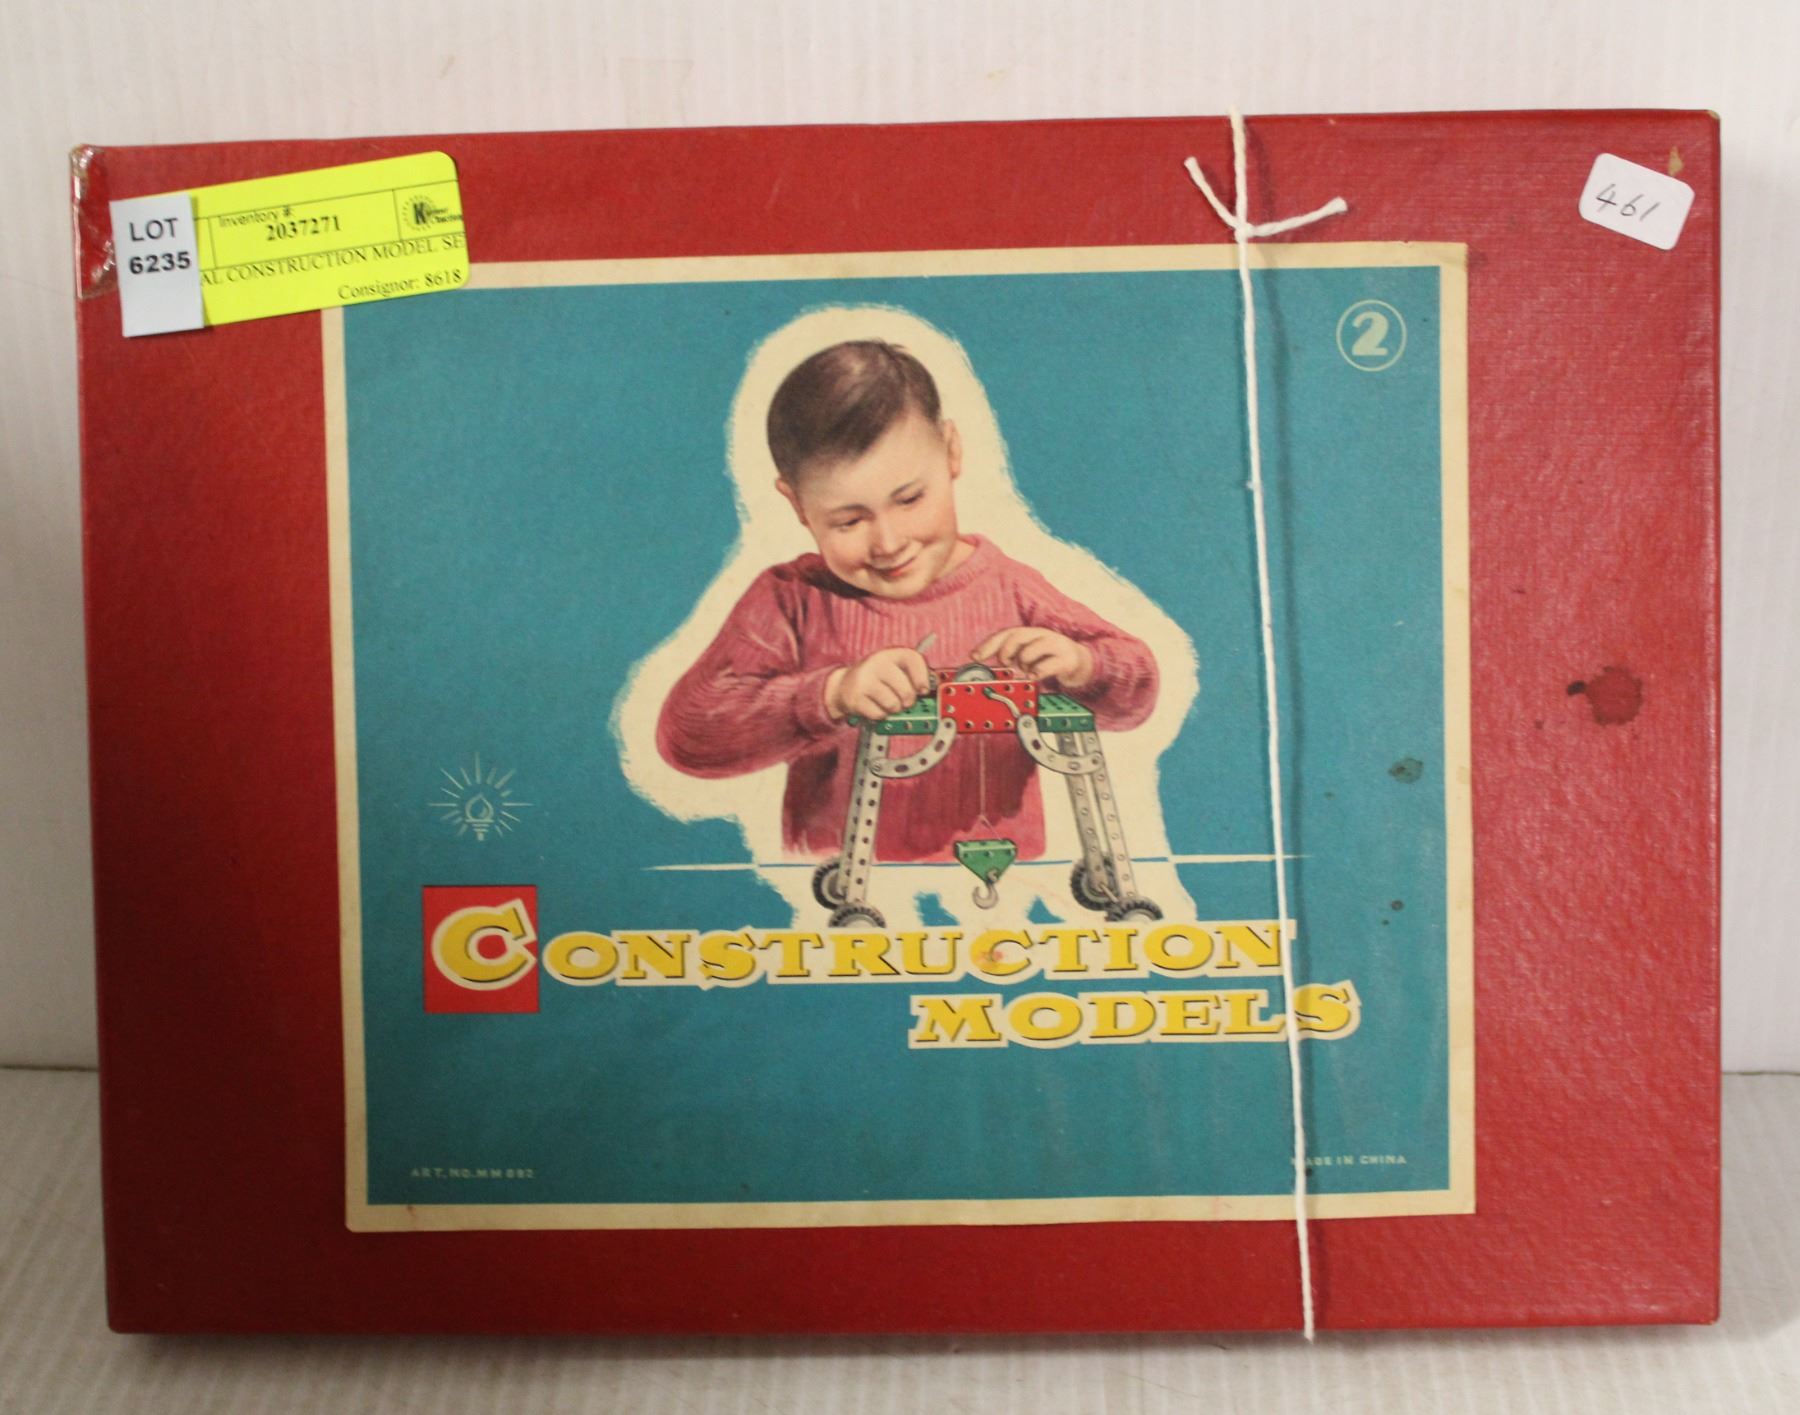 LOT
6235
Inventory #:
2037271
AL CONSTRUCTION MODEL SE
Consignor: 8618
461
2
CONSTRUCTION
MODELS
ART. NO. MM
MADE IN CHINA